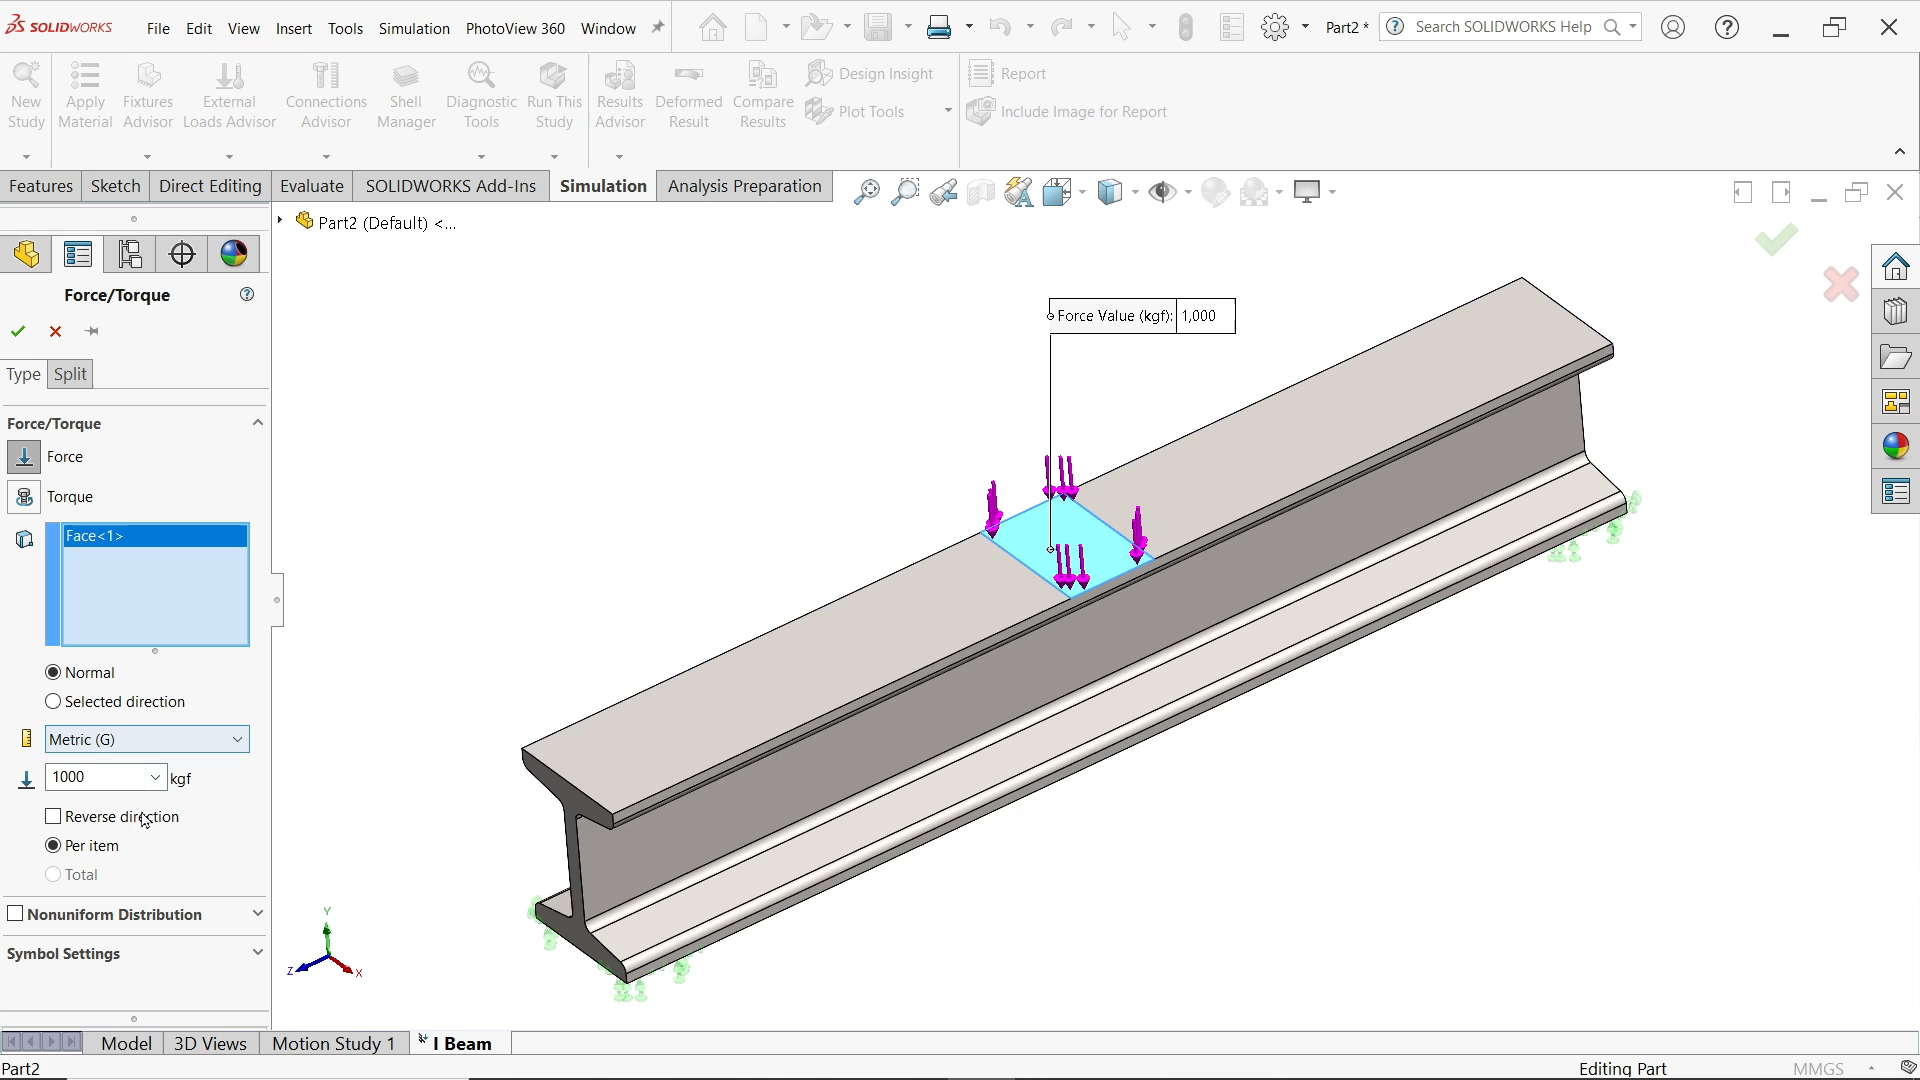 SOLIDWORKS File Edit View Insert Tools Simulation PhotoView 360 Window Part2 * Search SOLIDWORKS Help
New Study
Apply Material
Fixtures Advisor
External Loads Advisor
Connections Advisor
Shell Manager
Diagnostic Tools
Run This Study
Results Advisor
Deformed Result
Compare Results
Design Insight
Plot Tools
Report
Include Image for Report
Features Sketch Direct Editing Evaluate SOLIDWORKS Add-Ins Simulation Analysis Preparation
Part2 (Default) <...
Force/Torque
Type Split
Force/Torque
Force
Torque
Face<1>
Normal
Selected direction
Metric (G)
1000 kgf
Reverse direction
Per item
Total
Nonuniform Distribution
Symbol Settings
Force Value (kgf): 1,000
Y
Z
X
Model 3D Views Motion Study 1 I Beam
Part2 Editing Part MMGS